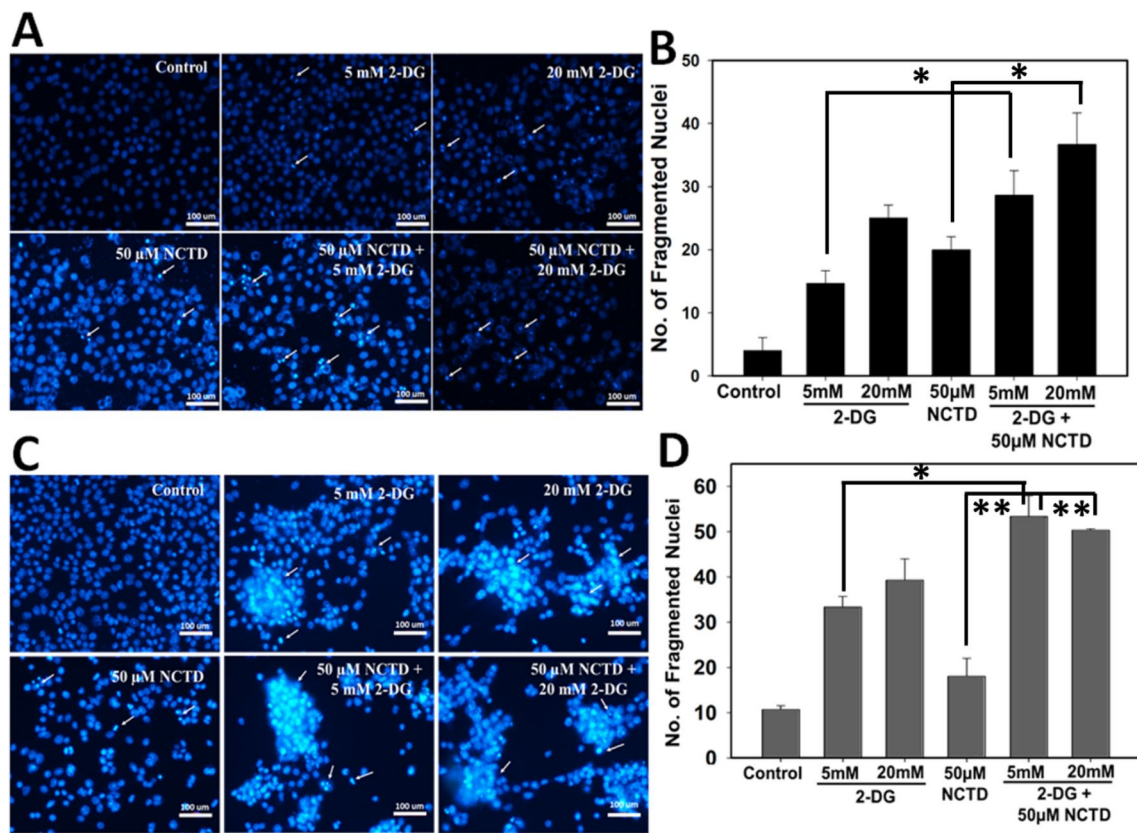 A
Control
5 mM 2-DG
20 mM 2-DG
100 um
100 um
100 um
50 µM NCTD
50 µM NCTD +
5 mM 2-DG
50 µM NCTD +
20 mM 2-DG
100 um
100 um
100 um
B
No. of Fragmented Nuclei
50
40
30
20
10
0
*
*
Control
5mM
20mM
50µM
5mM
20mM
2-DG
NCTD
2-DG +
50µM NCTD
C
Control
5 mM 2-DG
20 mM 2-DG
100 um
100 um
100 um
50 µM NCTD
50 µM NCTD +
5 mM 2-DG
50 µM NCTD +
20 mM 2-DG
100 um
100 um
100 um
D
No. of Fragmented Nuclei
60
50
40
30
20
10
0
*
**
**
Control
5mM
20mM
50µM
5mM
20mM
2-DG
NCTD
2-DG +
50µM NCTD